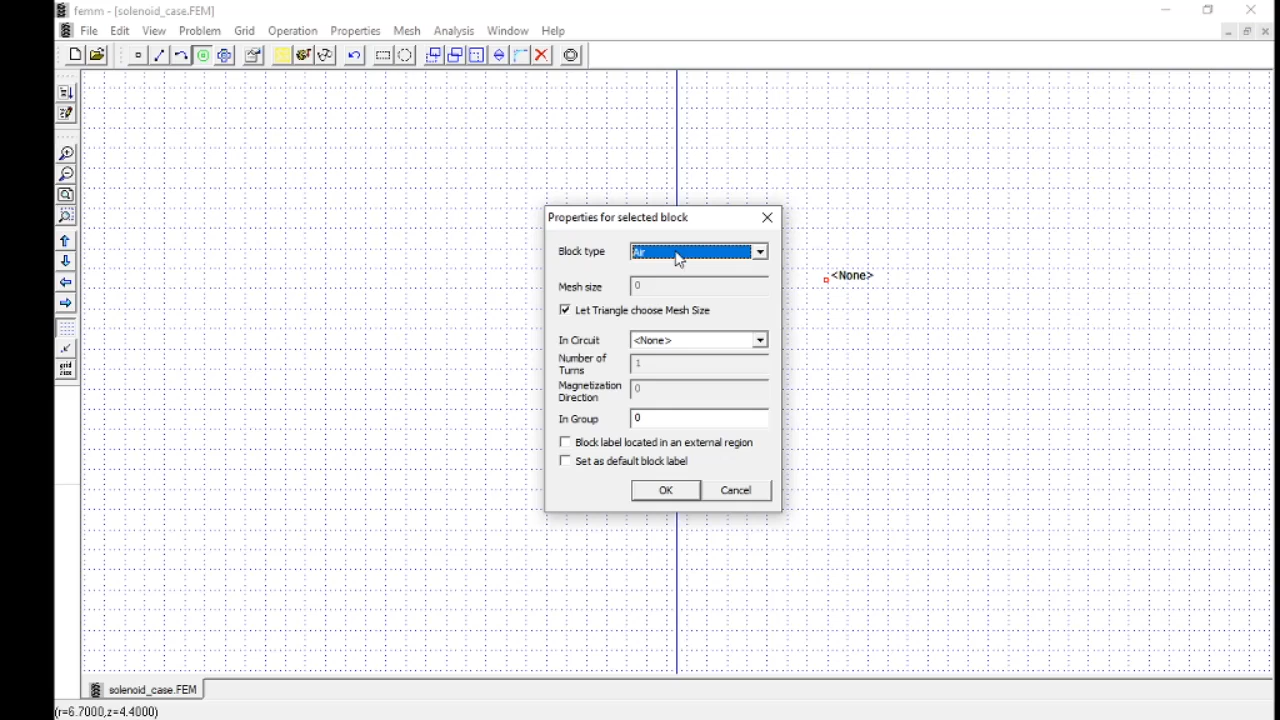 femm - [solenoid_case.FEM]
File Edit View Problem Grid Operation Properties Mesh Analysis Window Help
Properties for selected block
Block type Air
<None>
Mesh size 0
Let Triangle choose Mesh Size
In Circuit <None>
Number of Turns 1
Magnetization Direction 0
In Group 0
Block label located in an external region
Set as default block label
OK Cancel
solenoid_case.FEM
(r=6.7000,z=4.4000)